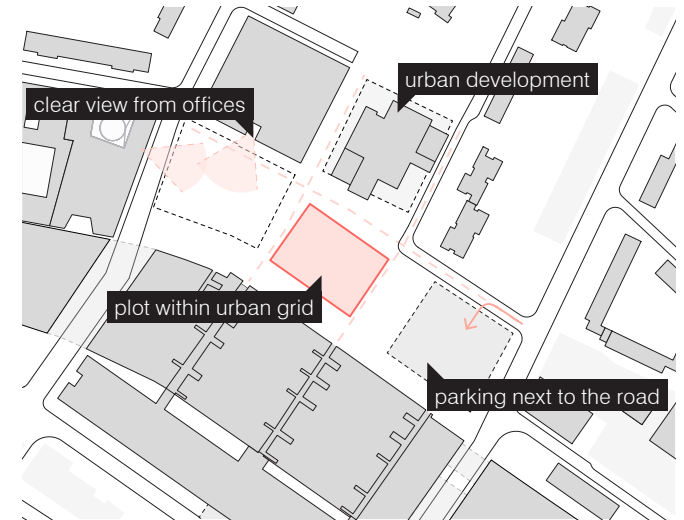 urban development
clear view from offices
plot within urban grid
parking next to the road